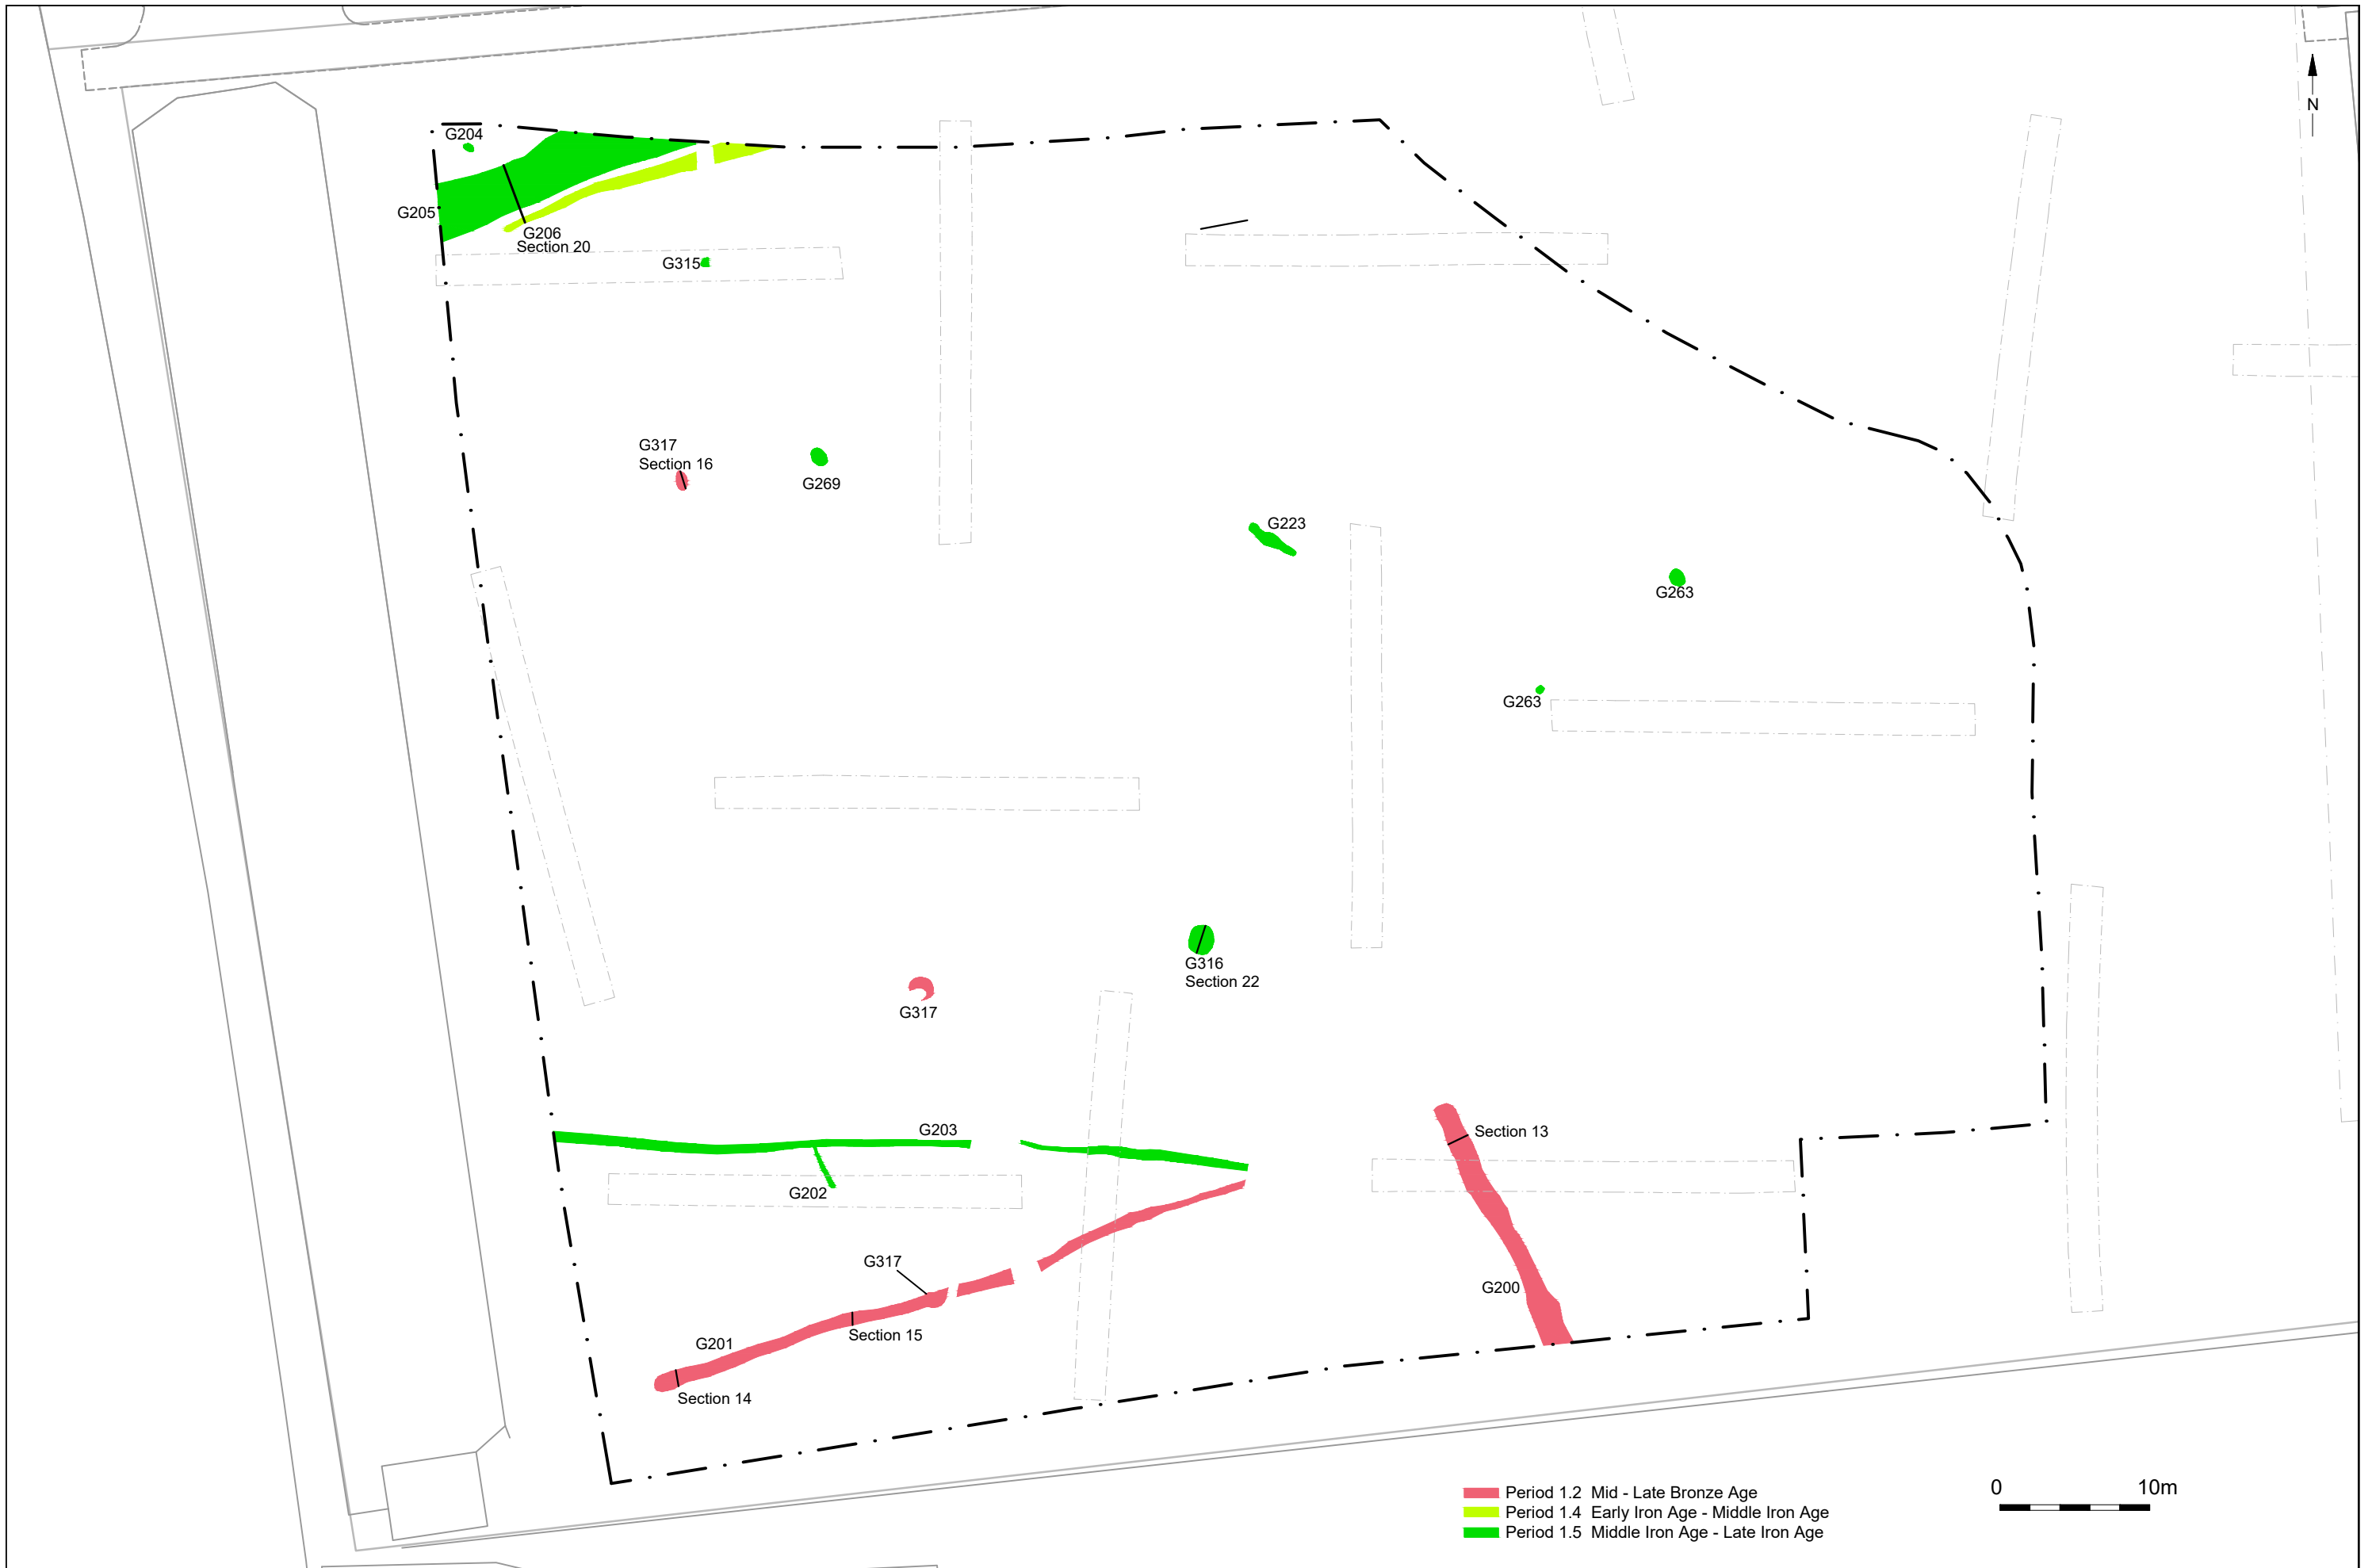 N
G204
G205
G206
Section 20
G315
G317
Section 16
G269
G223
G263
G263
G316
Section 22
G317
G203
Section 13
G202
G317
G200
Section 15
G201
Section 14
Period 1.2 Mid - Late Bronze Age
Period 1.4 Early Iron Age - Middle Iron Age
Period 1.5 Middle Iron Age - Late Iron Age
0 10m